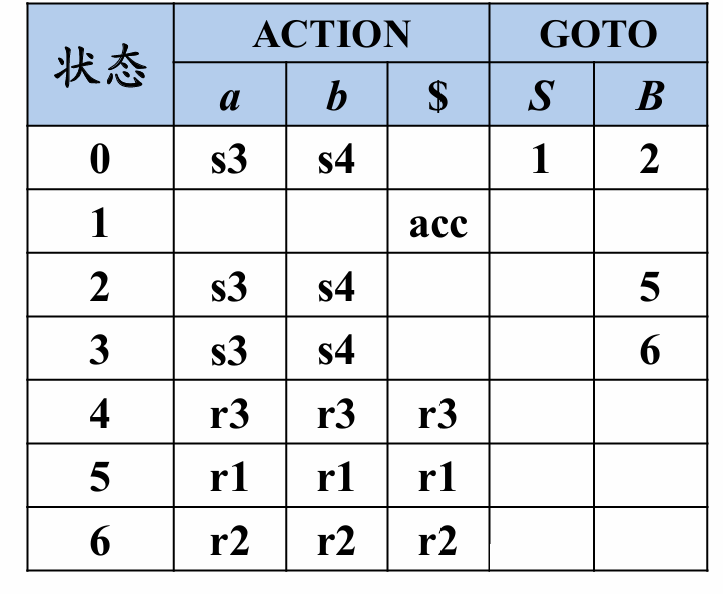 状态 ACTION GOTO
a b $ S B
0 s3 s4 1 2
1 acc
2 s3 s4 5
3 s3 s4 6
4 r3 r3 r3
5 r1 r1 r1
6 r2 r2 r2